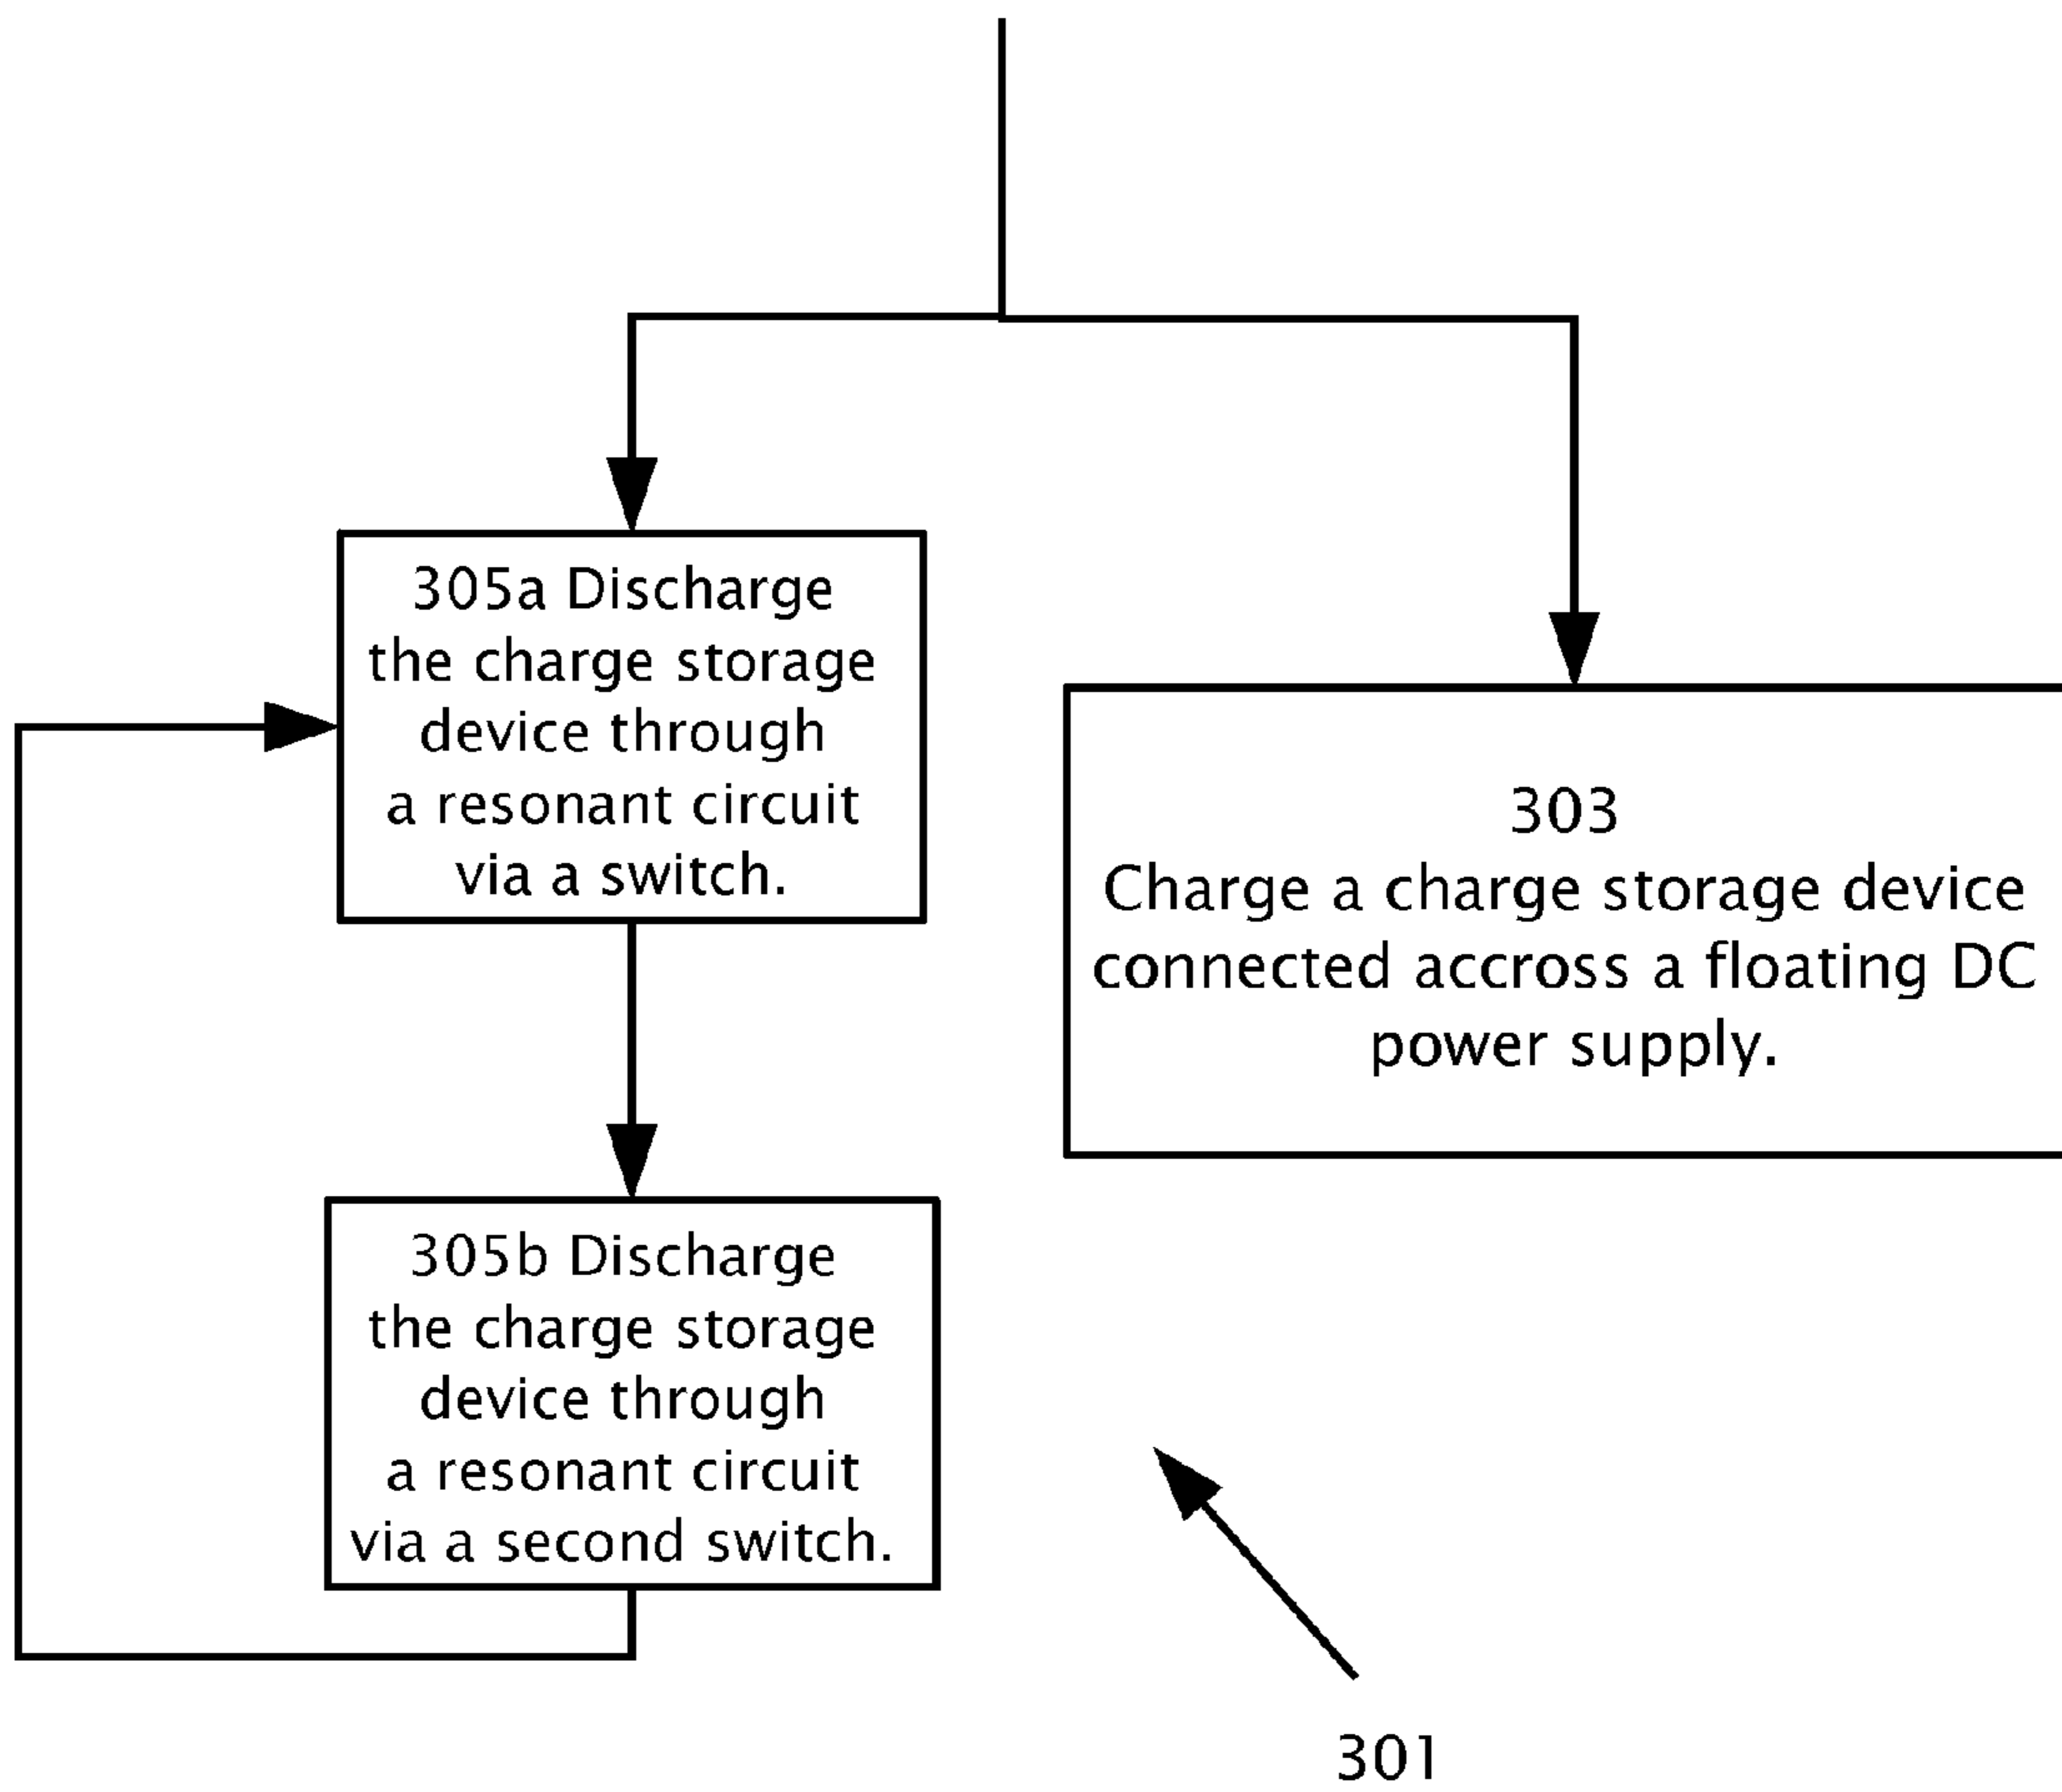 305a Discharge
the charge storage
device through
a resonant circuit
via a switch.
303
Charge a charge storage device
connected accross a floating DC
power supply.
305b Discharge
the charge storage
device through
a resonant circuit
via a second switch.
301